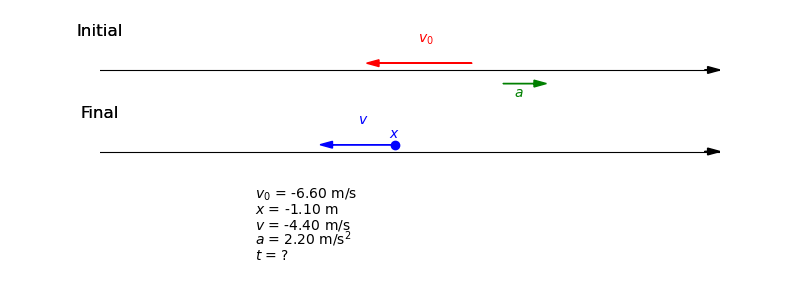 Initial
v₀
a
Final
v
x
v₀ = -6.60 m/s
x = -1.10 m
v = -4.40 m/s
a = 2.20 m/s²
t = ?